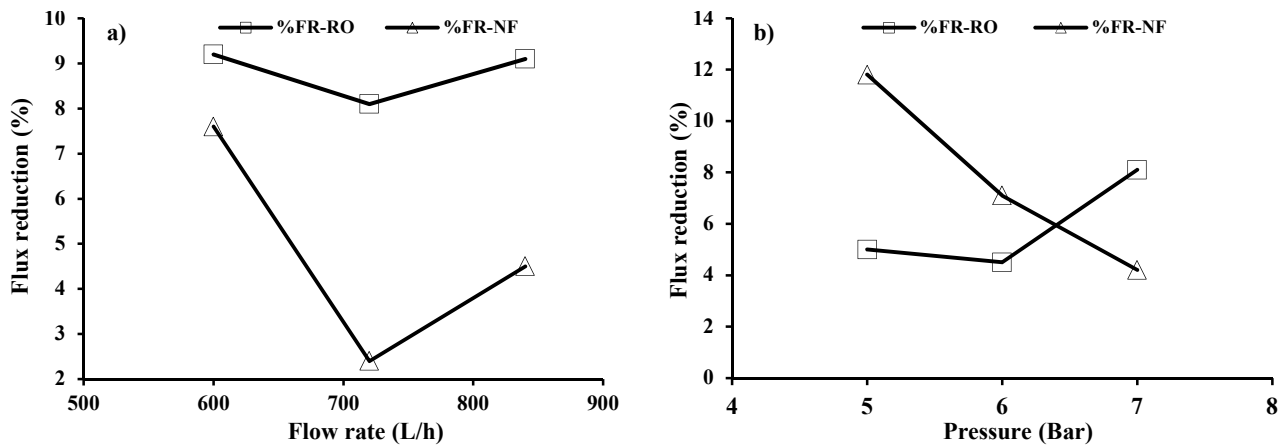 a)
%FR-RO
%FR-NF
10
9
8
7
6
5
4
3
2
500
600
700
800
900
Flux reduction (%)
Flow rate (L/h)
b)
%FR-RO
%FR-NF
14
12
10
8
6
4
2
0
4
5
6
7
8
Flux reduction (%)
Pressure (Bar)